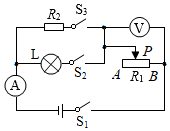 R₂ S₃ V
L S₂ P
A R₁ B
A
S₁